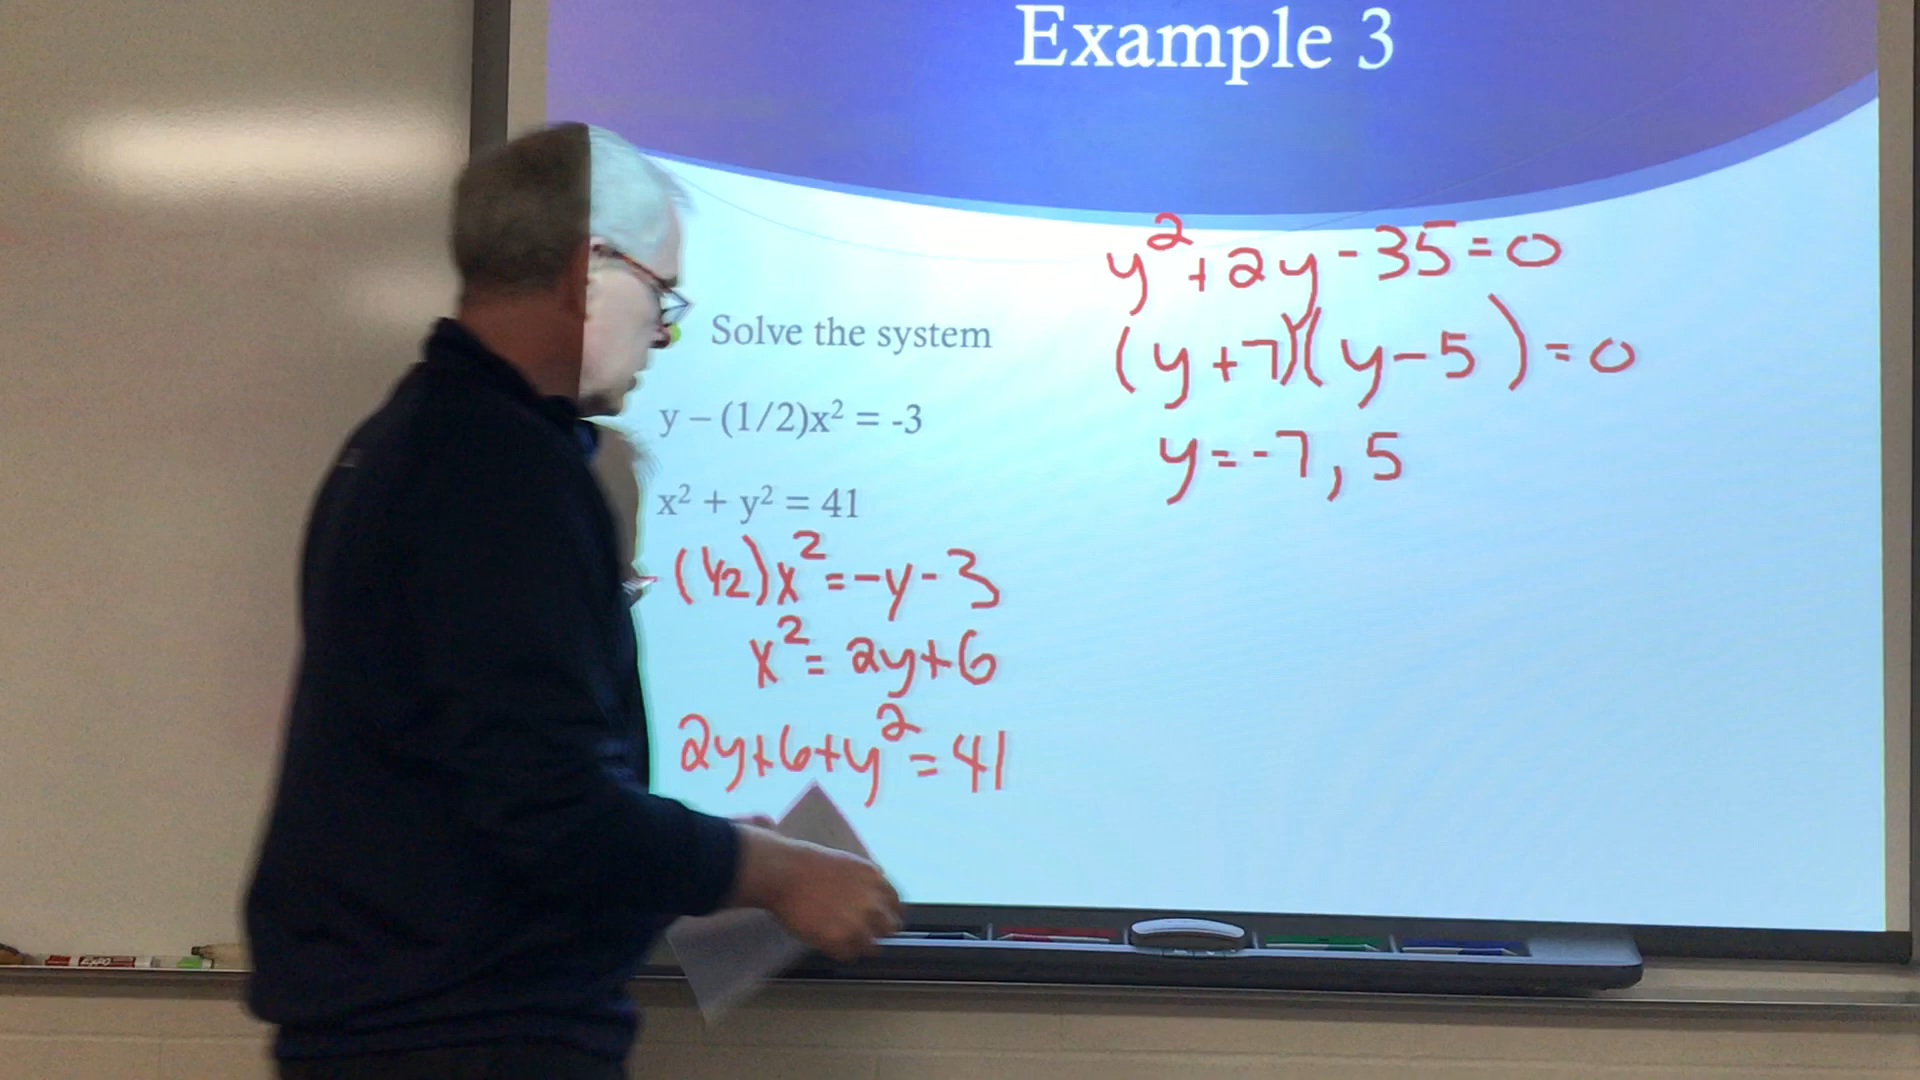 Example 3
Solve the system
y – (1/2)x² = -3
x² + y² = 41
-(1/2)x² = -y-3
x² = 2y+6
2y+6+y² = 41
y²+2y-35=0
(y+7)(y-5)=0
y=-7, 5
EXPO